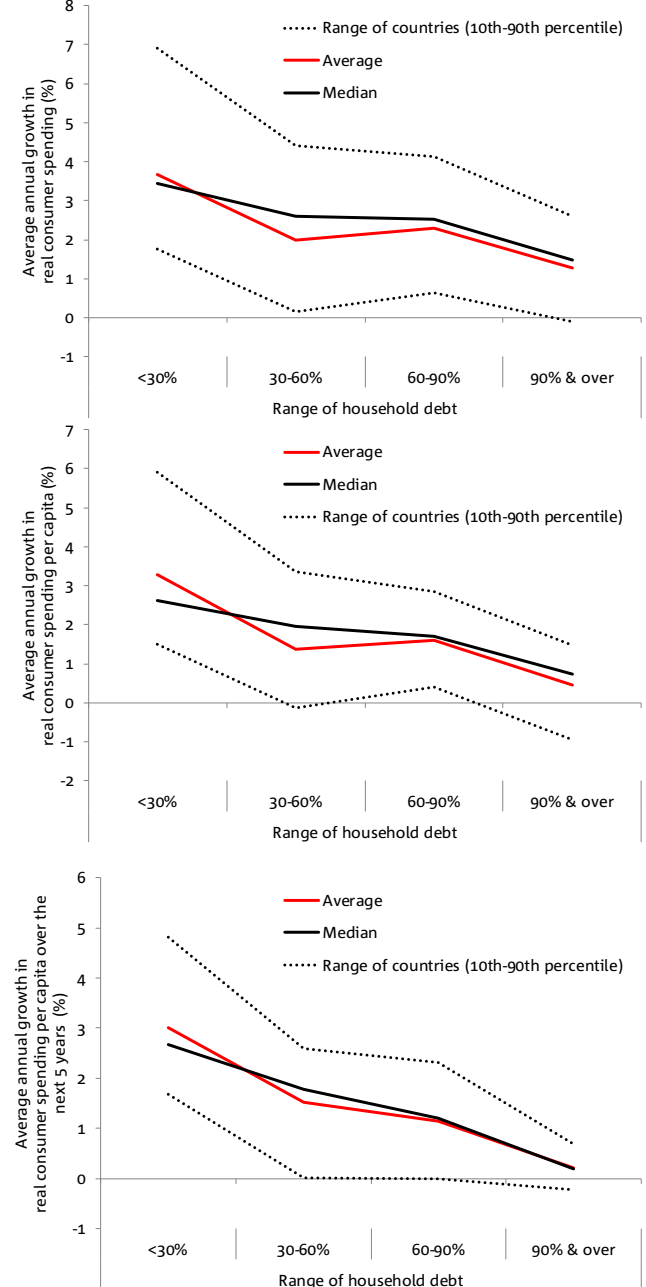 8
7
6
5
4
3
2
1
0
-1
Average annual growth in
real consumer spending (%)
Range of countries (10th-90th percentile)
Average
Median
<30%
30-60%
60-90%
90% & over
Range of household debt
7
6
5
4
3
2
1
0
-1
-2
Average annual growth in
real consumer spending per capita (%)
Average
Median
Range of countries (10th-90th percentile)
<30%
30-60%
60-90%
90% & over
Range of household debt
6
5
4
3
2
1
0
-1
Average annual growth in
real consumer spending per capita over the
next 5 years (%)
Average
Median
Range of countries (10th-90th percentile)
<30%
30-60%
60-90%
90% & over
Range of household debt